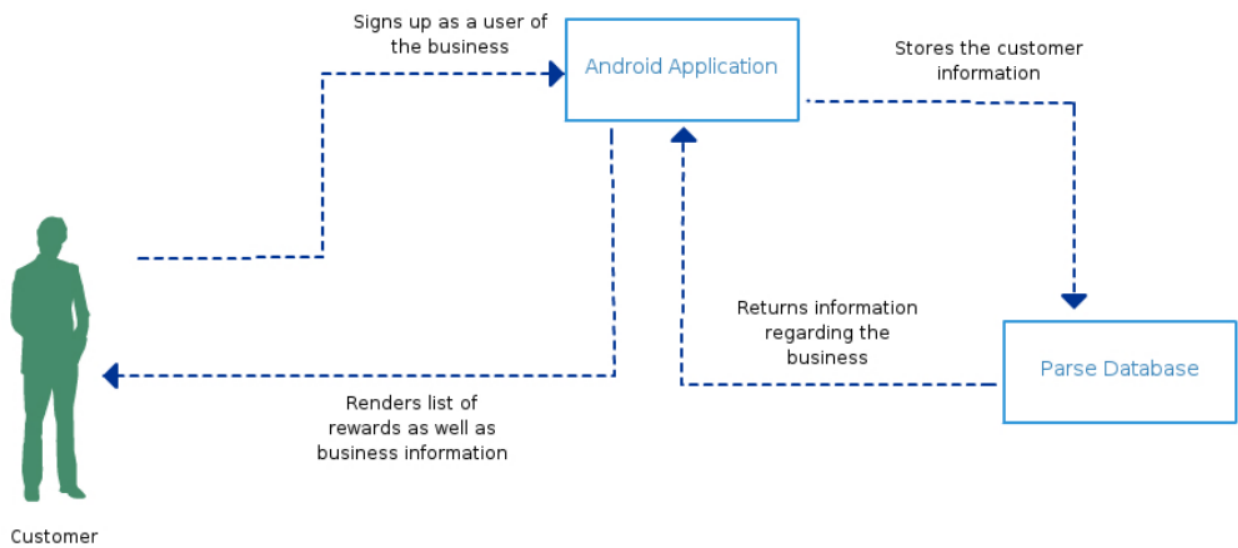 Signs up as a user of
the business
Android Application
Stores the customer
information
Returns information
regarding the
business
Parse Database
Renders list of
rewards as well as
business information
Customer